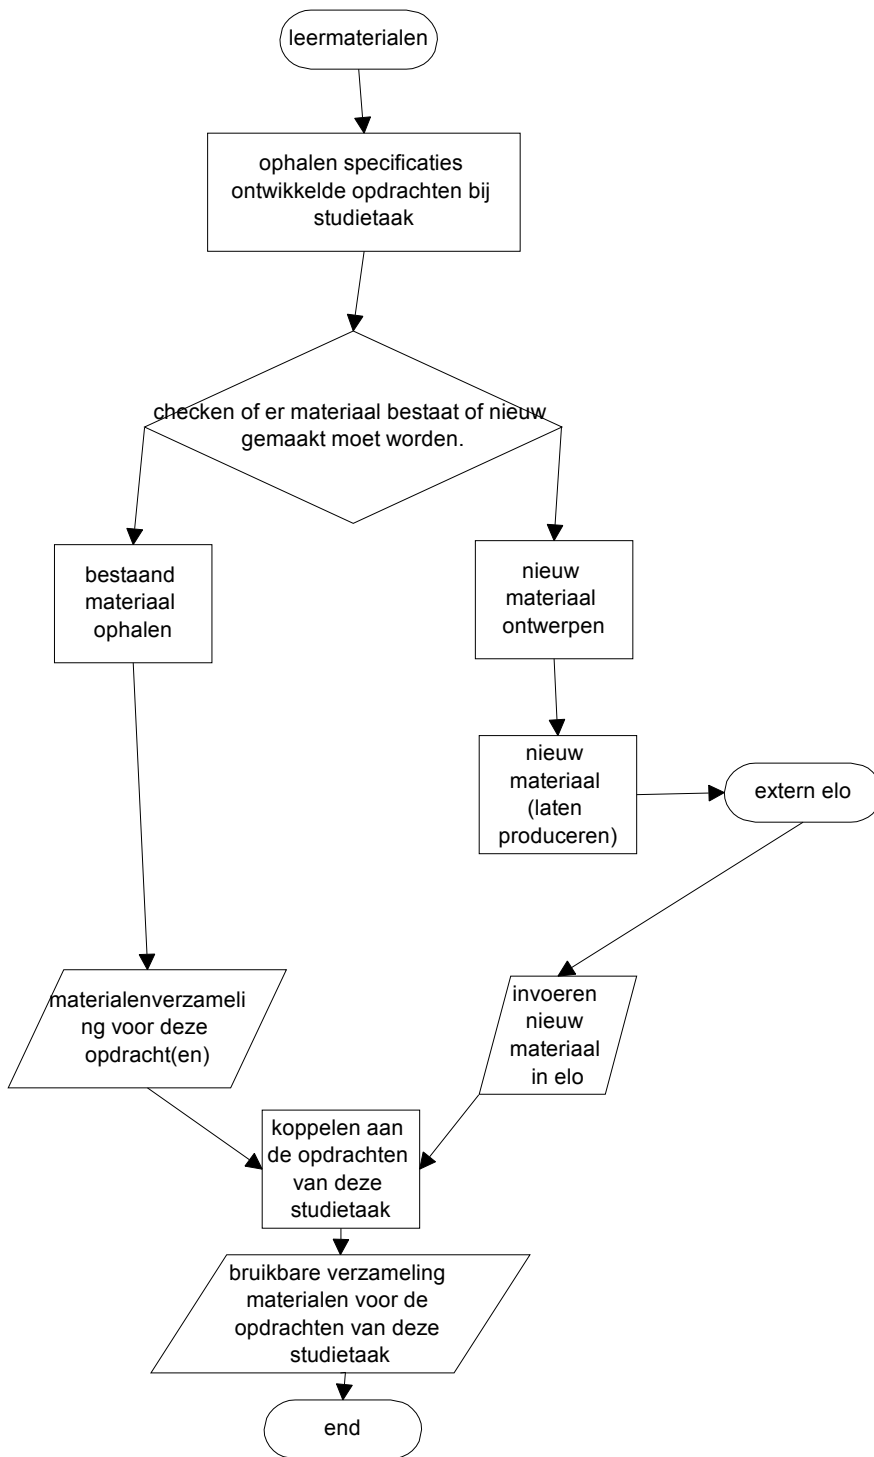 leermaterialen
ophalen specificaties
ontwikkelde opdrachten bij
studietaak
checken of er materiaal bestaat of nieuw
gemaakt moet worden.
bestaand
materiaal
ophalen
nieuw
materiaal
ontwerpen
nieuw
materiaal
(laten
produceren)
extern elo
materialenverzameli
ng voor deze
opdracht(en)
invoeren
nieuw
materiaal
in elo
koppelen aan
de opdrachten
van deze
studietaak
bruikbare verzameling
materialen voor de
opdrachten van deze
studietaak
end